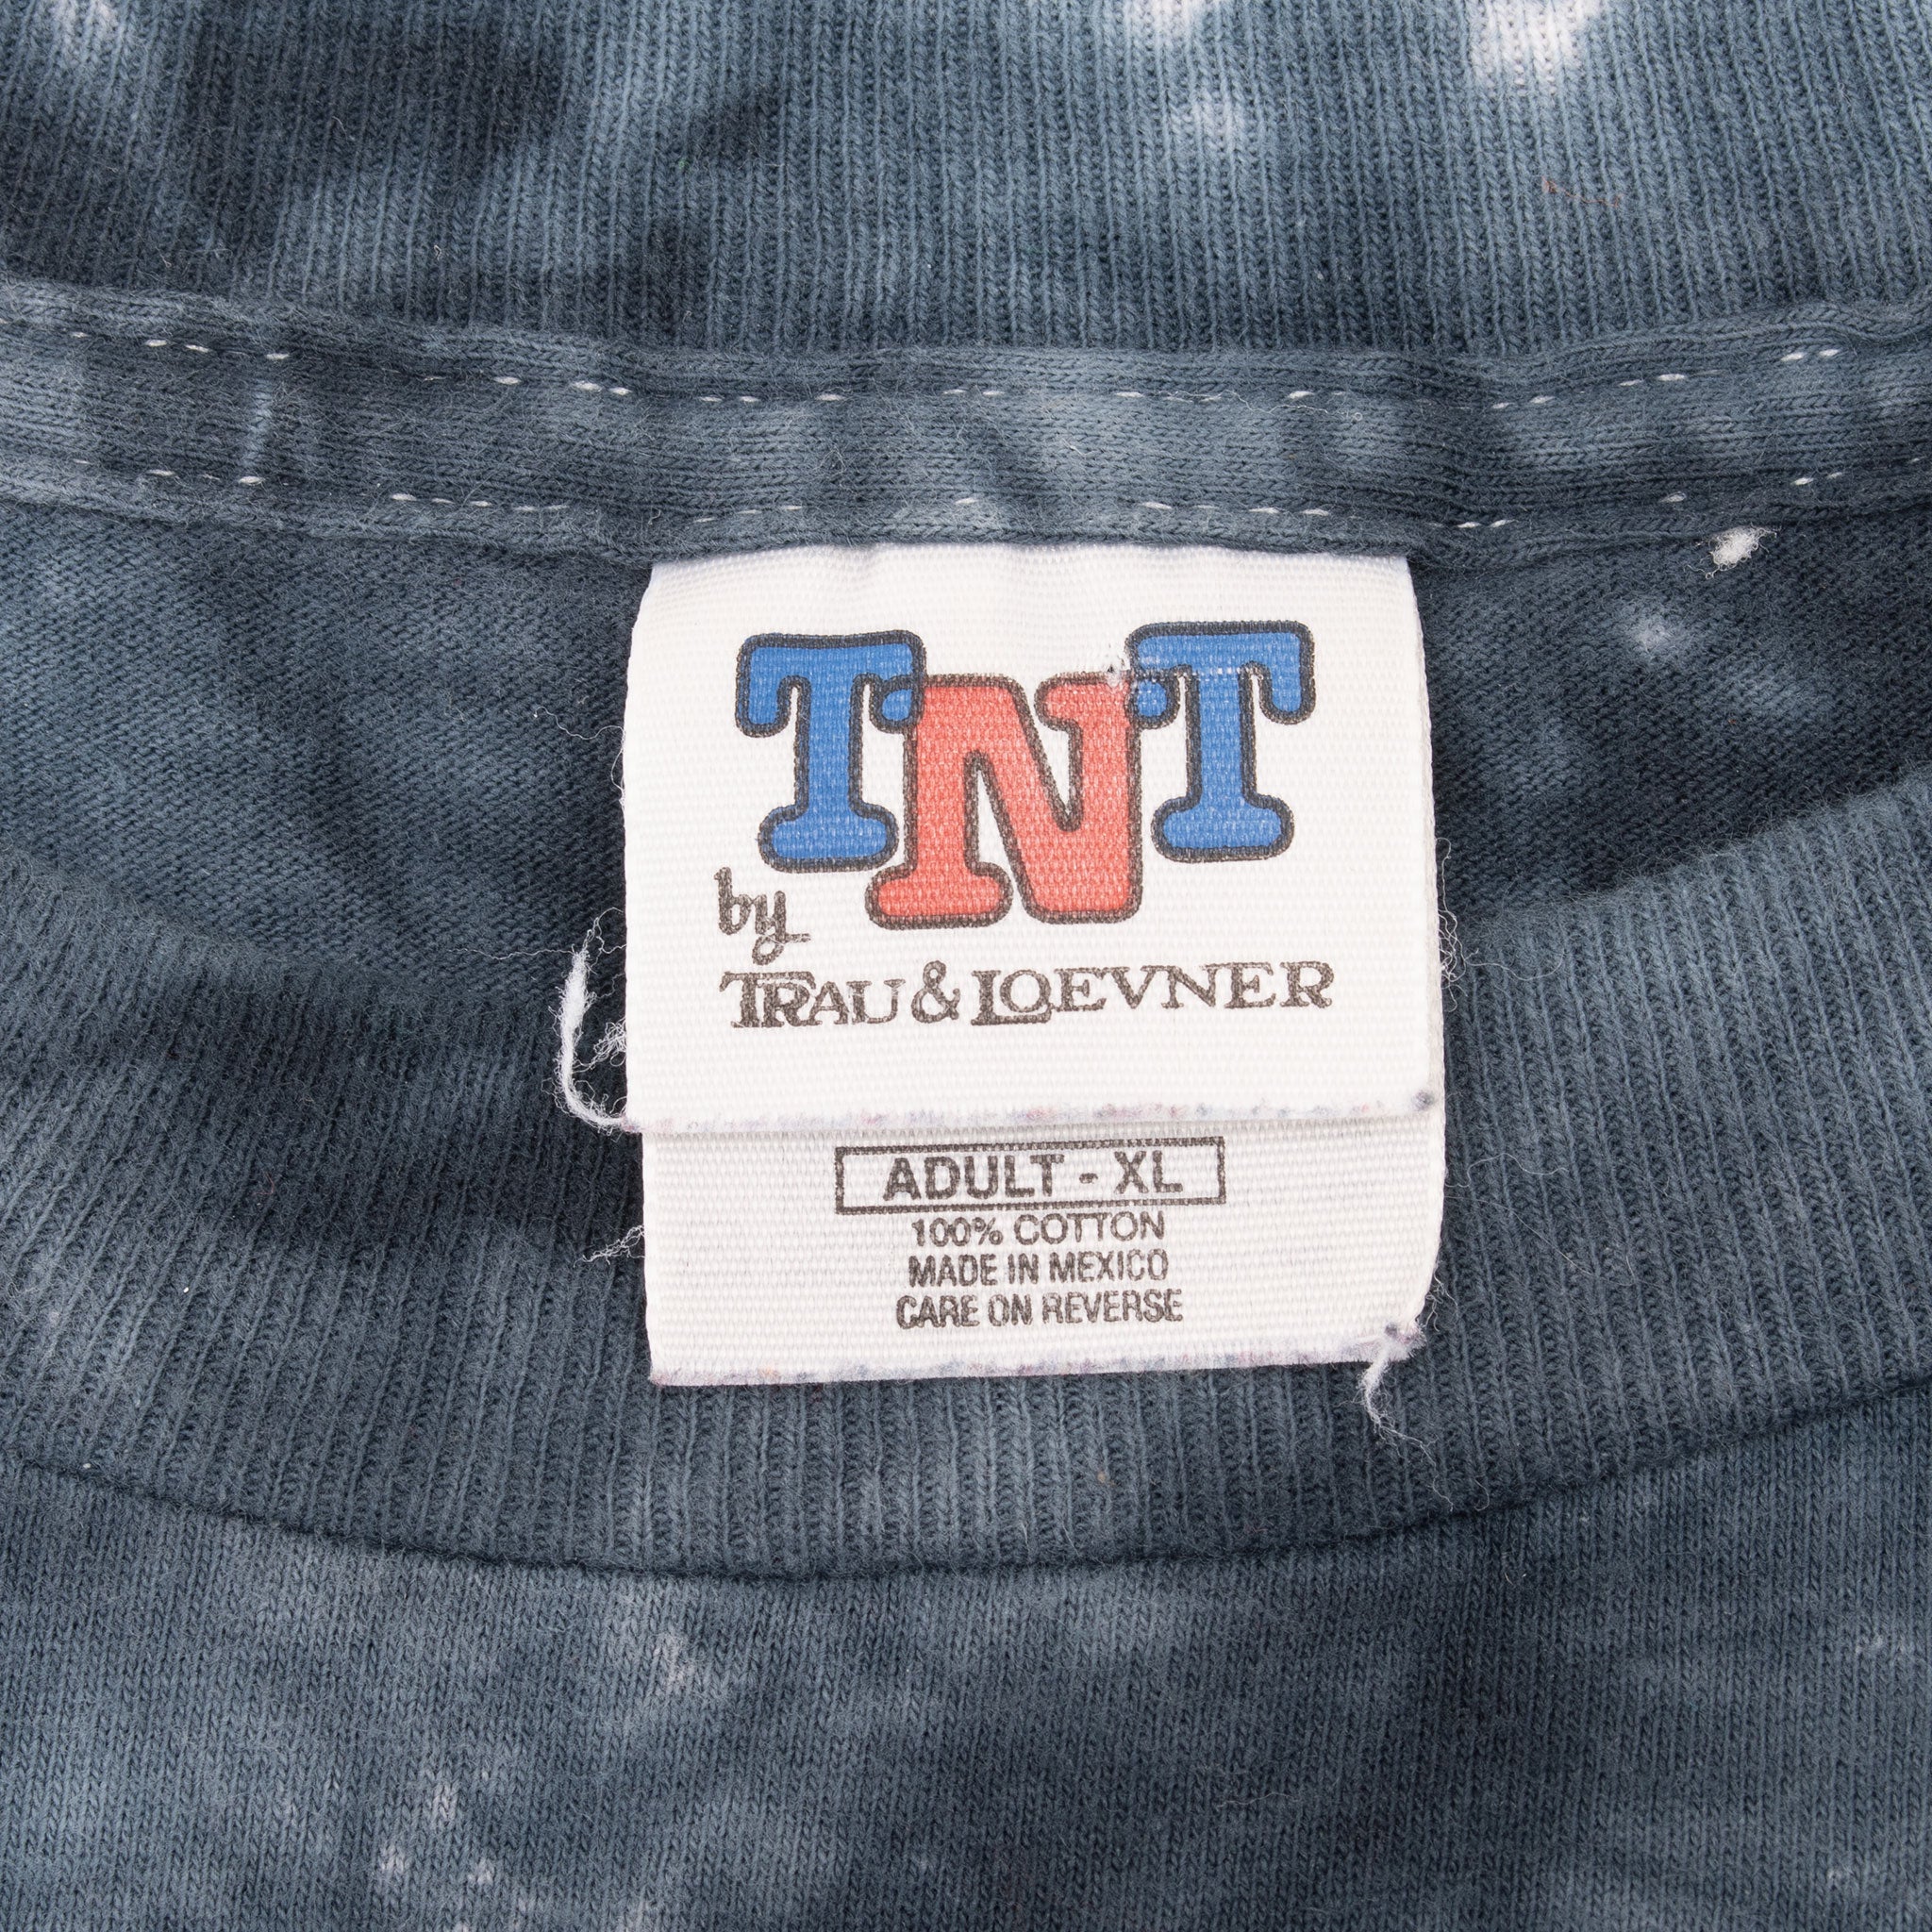 TNT
by
TRAU & LOEVNER
ADULT - XL
100% COTTON
MADE IN MEXICO
CARE ON REVERSE